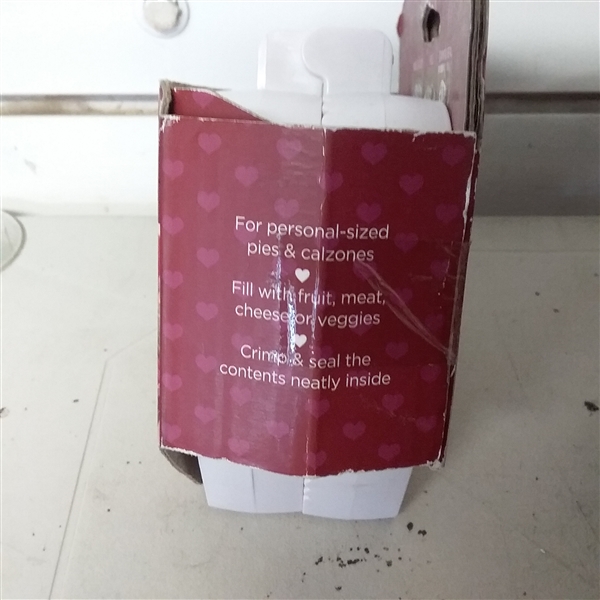 For personal-sized
pies & calzones
Fill with fruit, meat,
cheese or veggies
Crimp & seal the
contents neatly inside